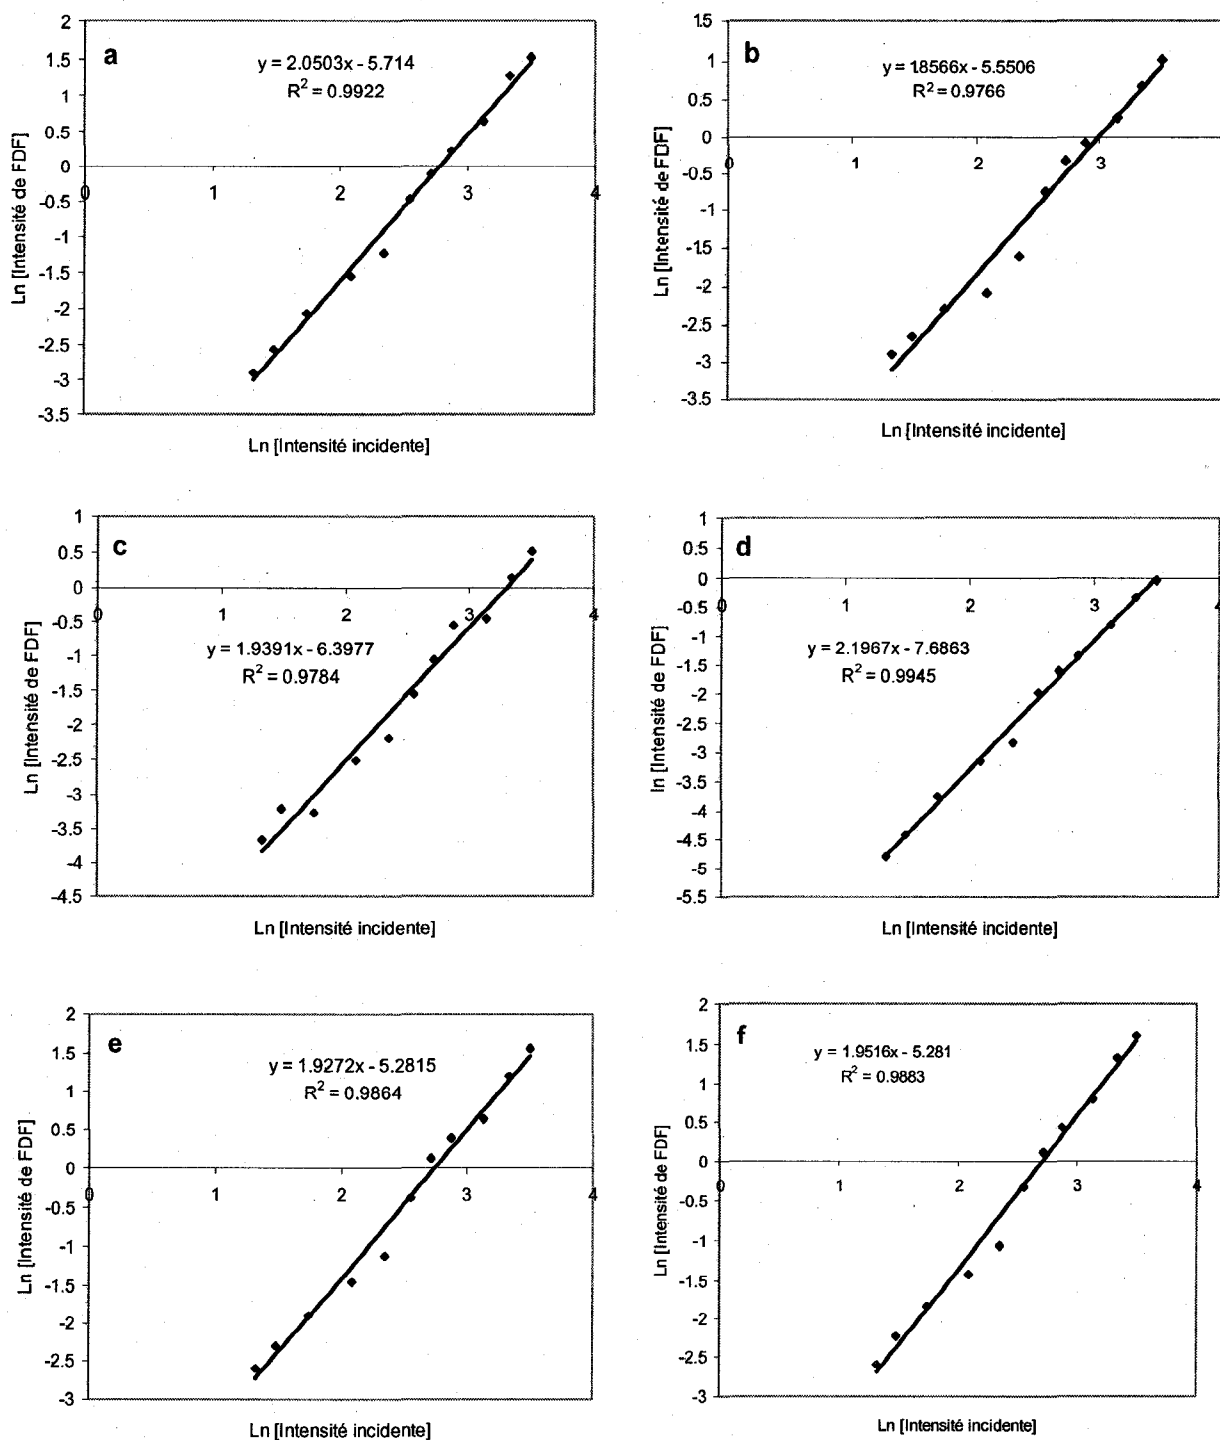 a
y = 2.0503x - 5.714
R² = 0.9922
2
1.5
1
0.5
0
-0.5
-1
-1.5
-2
-2.5
-3
-3.5
0 1 2 3 4
Ln [Intensité de FDF]
Ln [Intensité incidente]
b
y = 1.8566x - 5.5506
R² = 0.9766
1.5
1
0.5
0
-0.5
-1
-1.5
-2
-2.5
-3
-3.5
0 1 2 3 4
Ln [Intensité de FDF]
Ln [Intensité incidente]
c
y = 1.9391x - 6.3977
R² = 0.9784
1
0.5
0
-0.5
-1
-1.5
-2
-2.5
-3
-3.5
-4
-4.5
0 1 2 3 4
Ln [Intensité de FDF]
Ln [Intensité incidente]
d
y = 2.1967x - 7.6863
R² = 0.9945
1
0.5
0
-0.5
-1
-1.5
-2
-2.5
-3
-3.5
-4
-4.5
-5
-5.5
0 1 2 3 4
ln [Intensité de FDF]
Ln [Intensité incidente]
e
y = 1.9272x - 5.2815
R² = 0.9864
2
1.5
1
0.5
0
-0.5
-1
-1.5
-2
-2.5
-3
0 1 2 3 4
Ln [Intensité de FDF]
Ln [Intensité incidente]
f
y = 1.9516x - 5.281
R² = 0.9883
2
1.5
1
0.5
0
-0.5
-1
-1.5
-2
-2.5
-3
0 1 2 3 4
Ln [Intensité de FDF]
Ln [Intensité incidente]